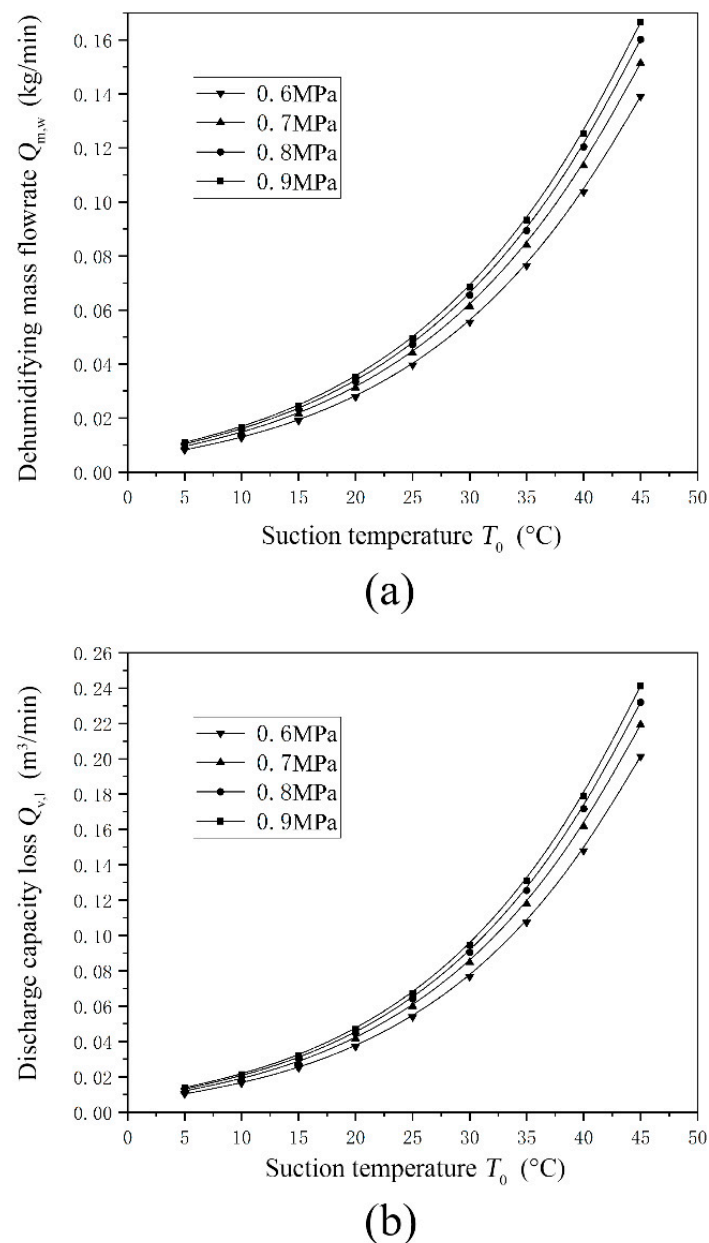 0.16
0.14
0.12
0.10
0.08
0.06
0.04
0.02
0.00
Dehumidifying mass flowrate Qm,w (kg/min)
0.6MPa
0.7MPa
0.8MPa
0.9MPa
0 5 10 15 20 25 30 35 40 45 50
Suction temperature T0 (°C)
(a)
0.26
0.24
0.22
0.20
0.18
0.16
0.14
0.12
0.10
0.08
0.06
0.04
0.02
0.00
Discharge capacity loss Qv,l (m³/min)
0.6MPa
0.7MPa
0.8MPa
0.9MPa
0 5 10 15 20 25 30 35 40 45 50
Suction temperature T0 (°C)
(b)